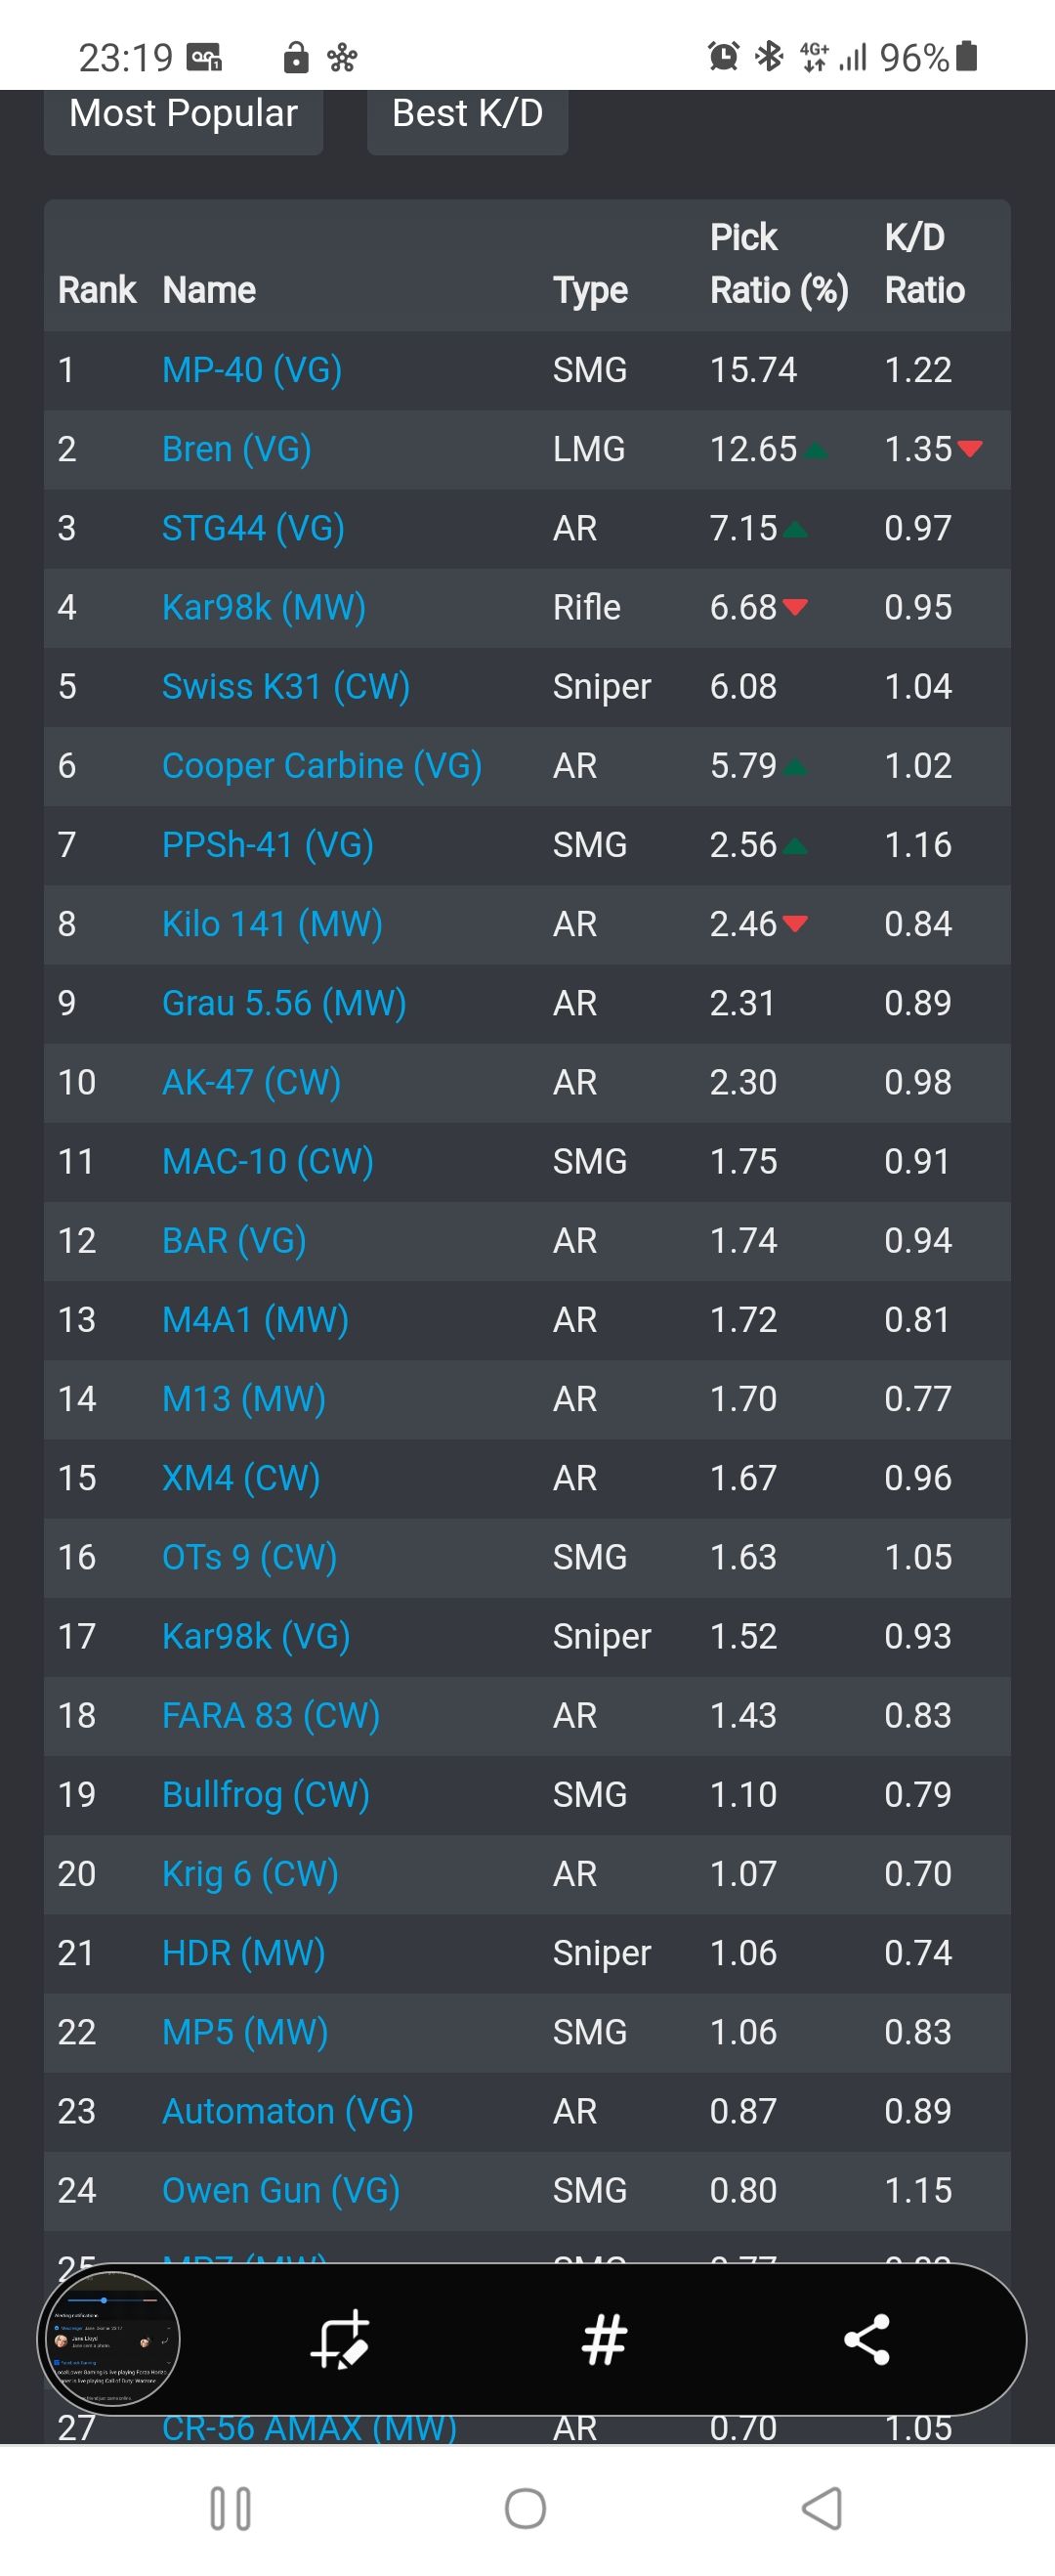 23:19 4G+ 96%
Most Popular Best K/D
Rank Name Type Pick Ratio (%) K/D Ratio
1 MP-40 (VG) SMG 15.74 1.22
2 Bren (VG) LMG 12.65 1.35
3 STG44 (VG) AR 7.15 0.97
4 Kar98k (MW) Rifle 6.68 0.95
5 Swiss K31 (CW) Sniper 6.08 1.04
6 Cooper Carbine (VG) AR 5.79 1.02
7 PPSh-41 (VG) SMG 2.56 1.16
8 Kilo 141 (MW) AR 2.46 0.84
9 Grau 5.56 (MW) AR 2.31 0.89
10 AK-47 (CW) AR 2.30 0.98
11 MAC-10 (CW) SMG 1.75 0.91
12 BAR (VG) AR 1.74 0.94
13 M4A1 (MW) AR 1.72 0.81
14 M13 (MW) AR 1.70 0.77
15 XM4 (CW) AR 1.67 0.96
16 OTs 9 (CW) SMG 1.63 1.05
17 Kar98k (VG) Sniper 1.52 0.93
18 FARA 83 (CW) AR 1.43 0.83
19 Bullfrog (CW) SMG 1.10 0.79
20 Krig 6 (CW) AR 1.07 0.70
21 HDR (MW) Sniper 1.06 0.74
22 MP5 (MW) SMG 1.06 0.83
23 Automaton (VG) AR 0.87 0.89
24 Owen Gun (VG) SMG 0.80 1.15
25 MP7 (MW) SMG 0.77
#
27 CR-56 AMAX (MW) AR 0.70 1.05